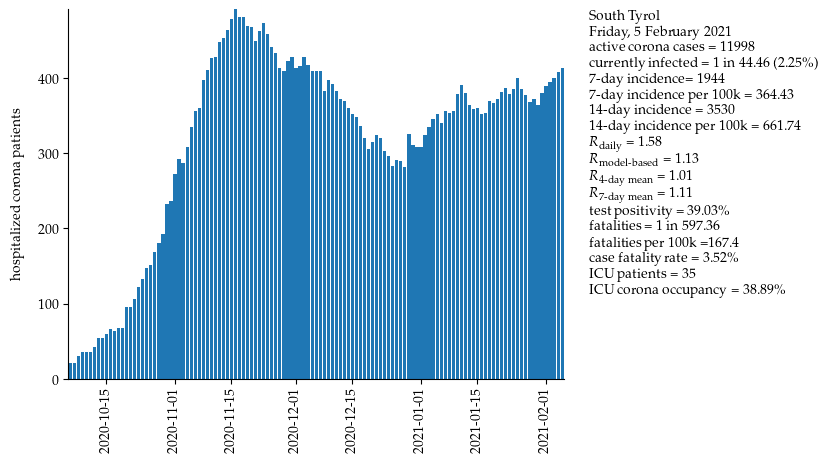 hospitalized corona patients
400
300
200
100
0
2020-10-15
2020-11-01
2020-11-15
2020-12-01
2020-12-15
2021-01-01
2021-01-15
2021-02-01
South Tyrol
Friday, 5 February 2021
active corona cases = 11998
currently infected = 1 in 44.46 (2.25%)
7-day incidence= 1944
7-day incidence per 100k = 364.43
14-day incidence = 3530
14-day incidence per 100k = 661.74
R daily = 1.58
R model-based = 1.13
R 4-day mean = 1.01
R 7-day mean = 1.11
test positivity = 39.03%
fatalities = 1 in 597.36
fatalities per 100k =167.4
case fatality rate = 3.52%
ICU patients = 35
ICU corona occupancy = 38.89%